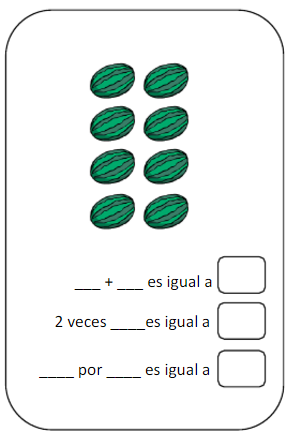 ___ + ___ es igual a
2 veces ____es igual a
____ por ____ es igual a